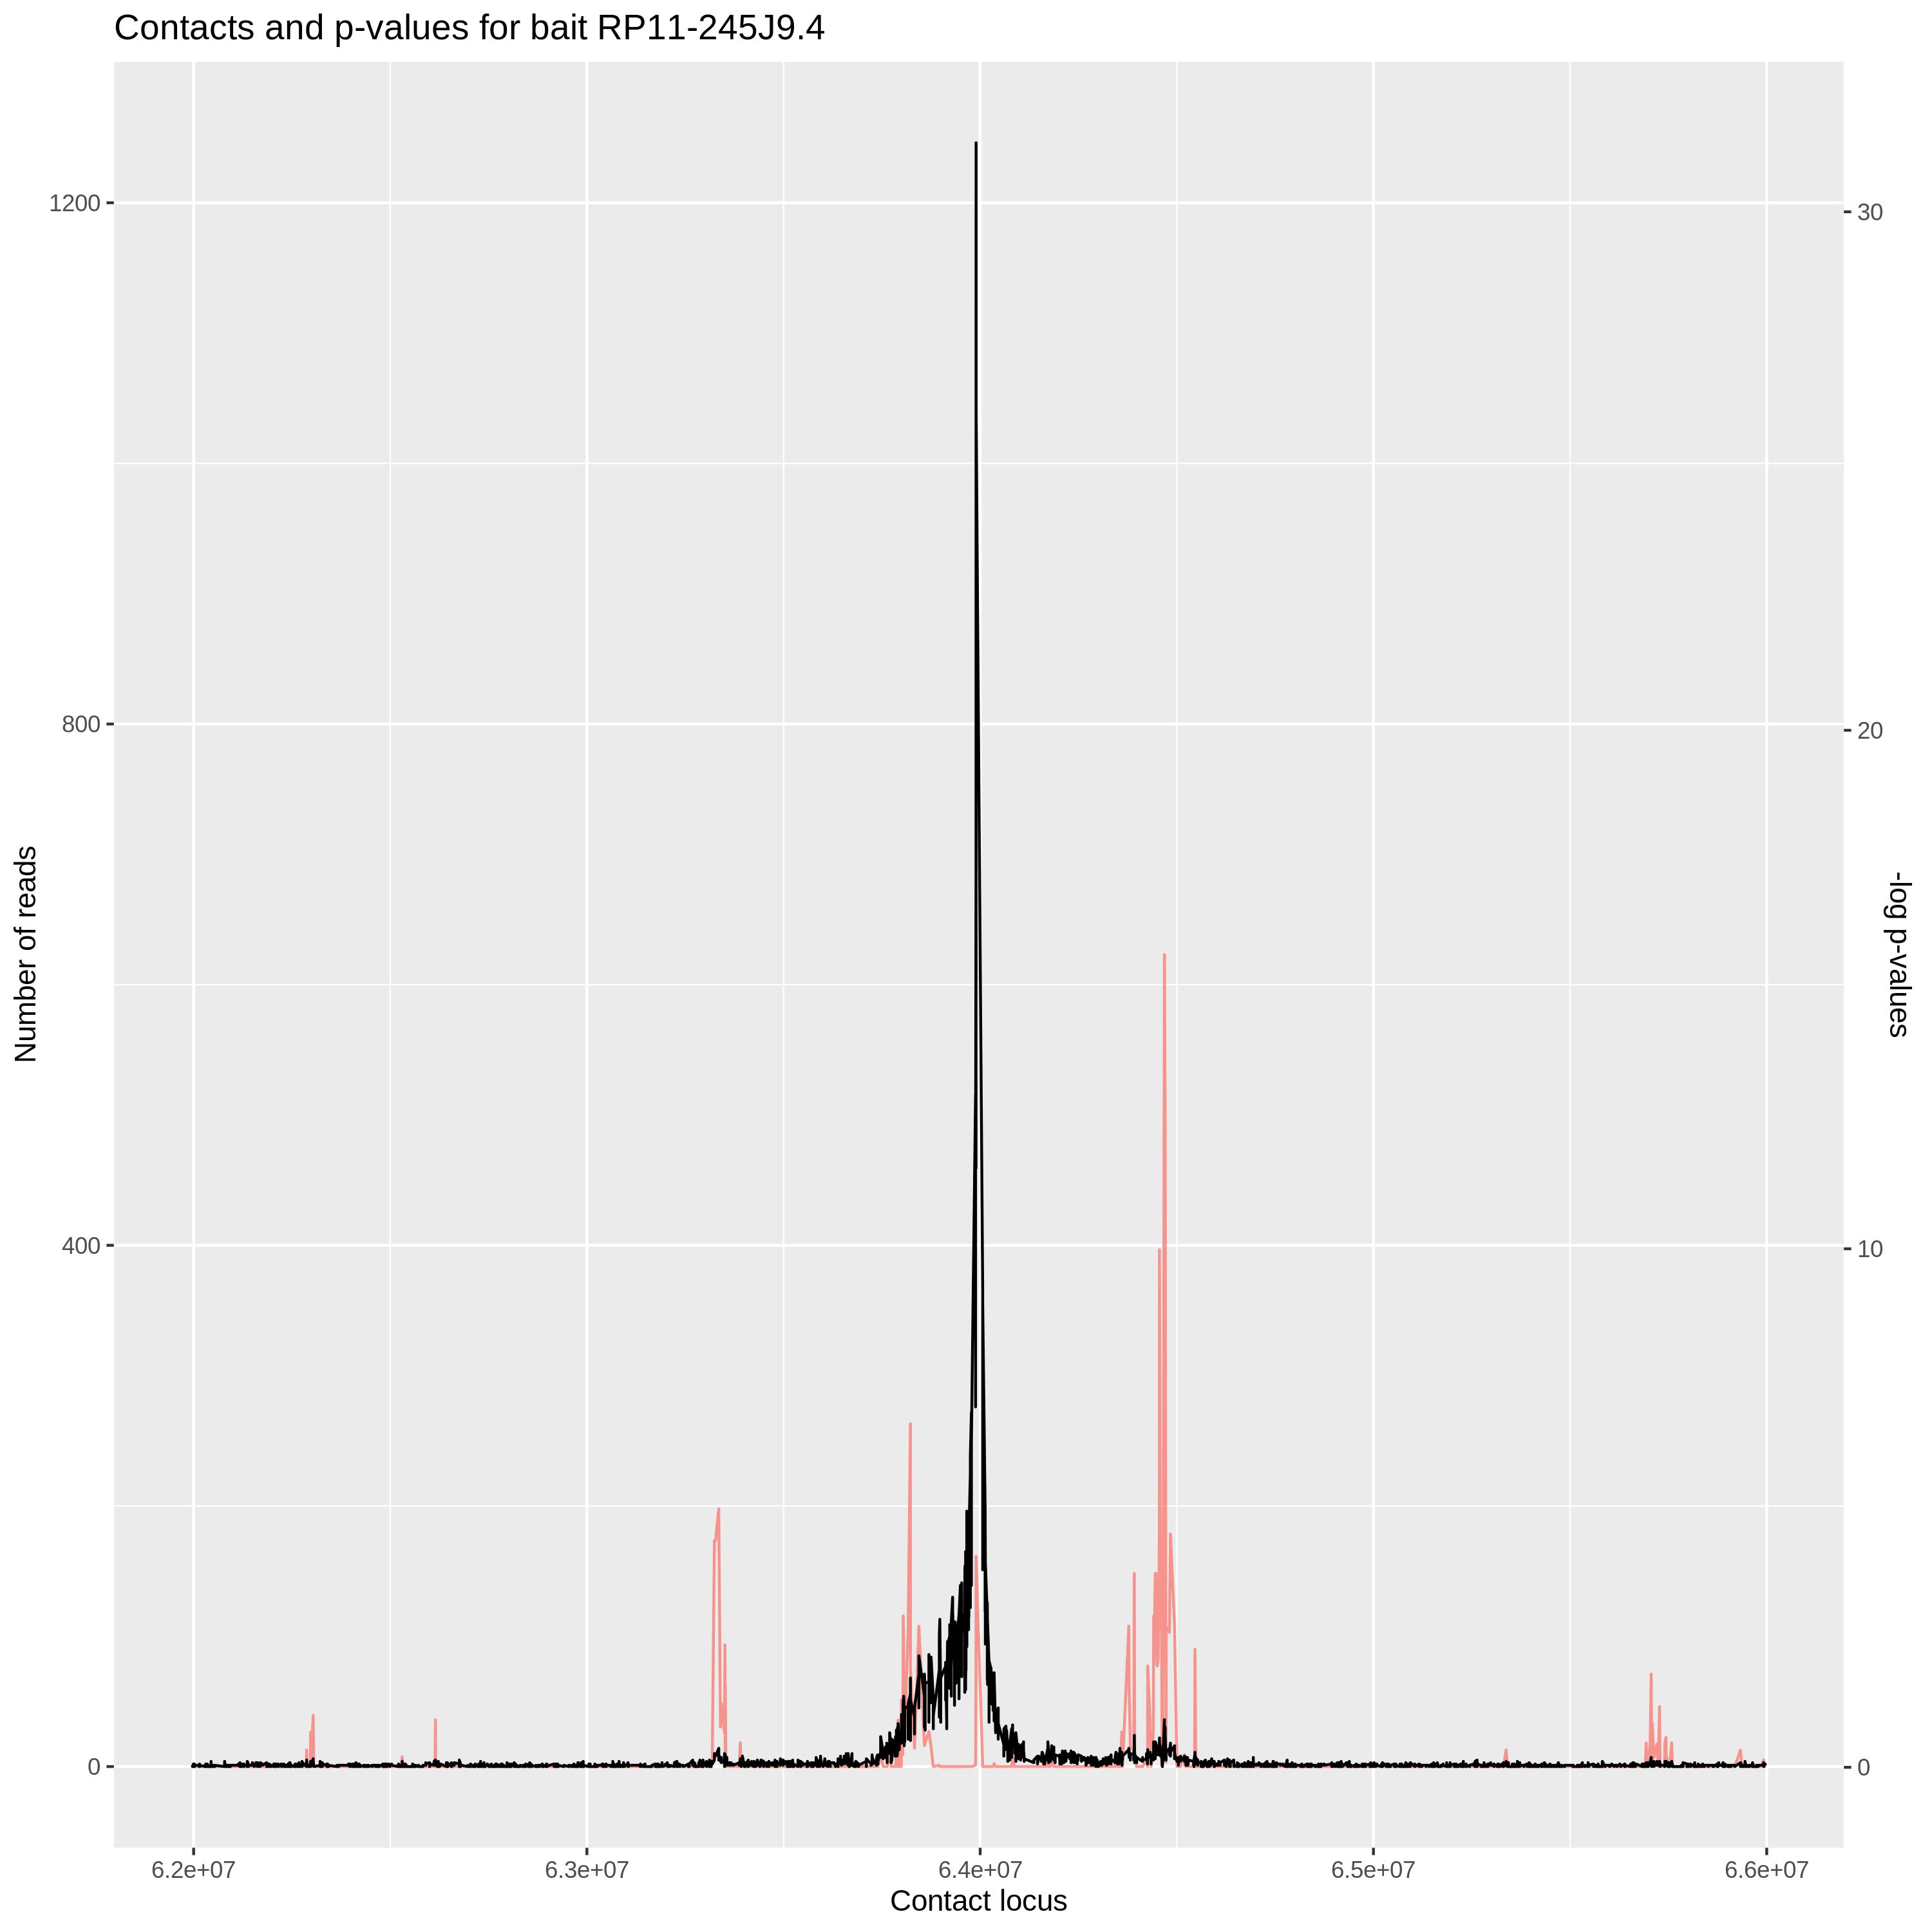 Contacts and p-values for bait RP11-245J9.4
1200
800
400
0
30
20
10
0
Number of reads
-log p-values
6.2e+07
6.3e+07
6.4e+07
6.5e+07
6.6e+07
Contact locus